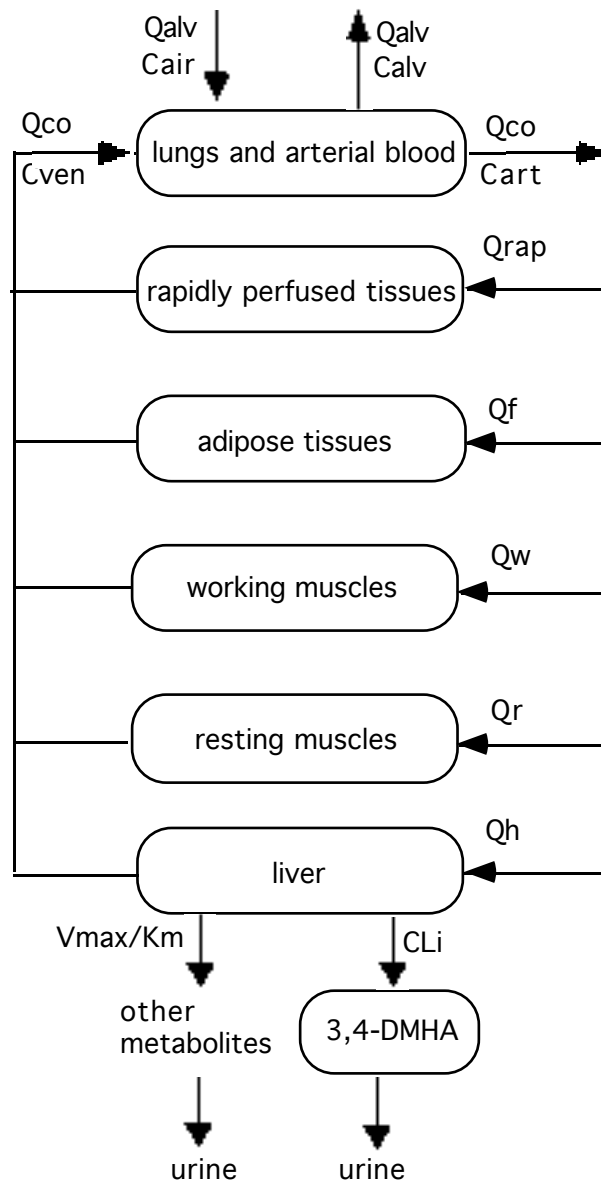 Qalv
Cair
Qalv
Calv
Qco
Cven
lungs and arterial blood
Qco
Cart
Qrap
rapidly perfused tissues
Qf
adipose tissues
Qw
working muscles
Qr
resting muscles
Qh
liver
Vmax/Km
CLi
other
metabolites
3,4-DMHA
urine
urine